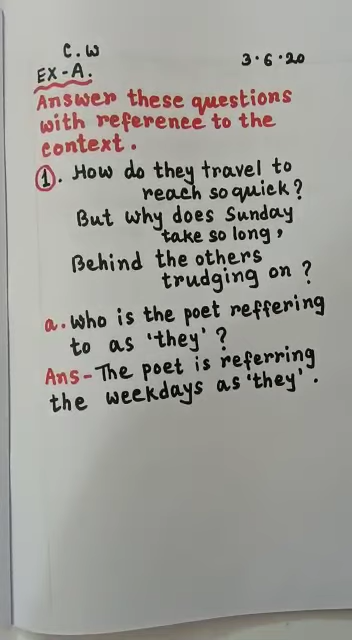 C.W
3.6.20
EX-A.
Answer these questions
with reference to the
context.
1. How do they travel to
reach so quick?
But why does Sunday
take so long,
Behind the others
trudging on?
a. Who is the poet reffering
to as 'they'?
Ans- The poet is referring
the weekdays as 'they'.